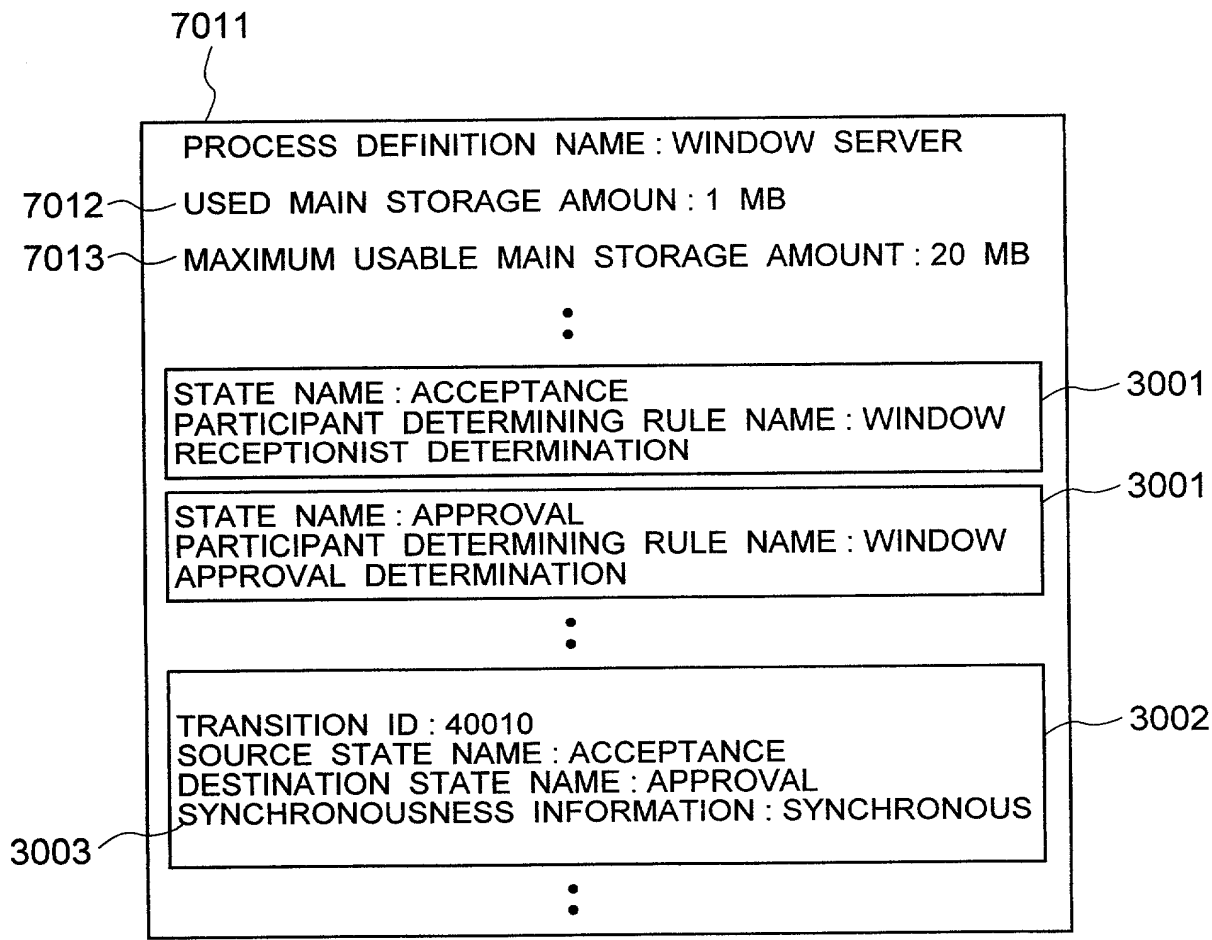 7011
PROCESS DEFINITION NAME : WINDOW SERVER
7012
USED MAIN STORAGE AMOUN : 1 MB
7013
MAXIMUM USABLE MAIN STORAGE AMOUNT : 20 MB
STATE NAME : ACCEPTANCE
PARTICIPANT DETERMINING RULE NAME : WINDOW
RECEPTIONIST DETERMINATION
3001
STATE NAME : APPROVAL
PARTICIPANT DETERMINING RULE NAME : WINDOW
APPROVAL DETERMINATION
3001
TRANSITION ID : 40010
SOURCE STATE NAME : ACCEPTANCE
DESTINATION STATE NAME : APPROVAL
SYNCHRONOUSNESS INFORMATION : SYNCHRONOUS
3002
3003